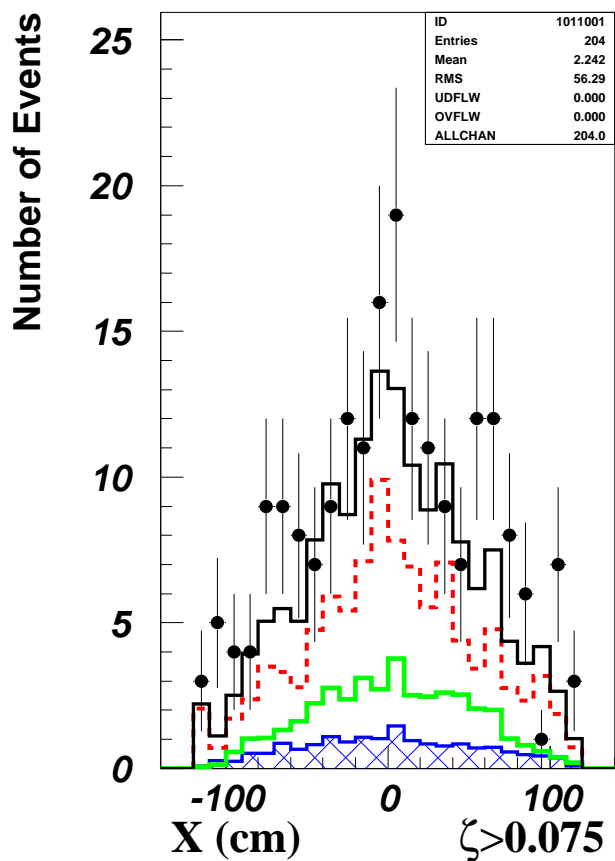 ID 1011001
Entries 204
Mean 2.242
RMS 56.29
UDFLW 0.000
OVFLW 0.000
ALLCHAN 204.0
Number of Events
25
20
15
10
5
0
-100 0 100
X (cm) ζ>0.075